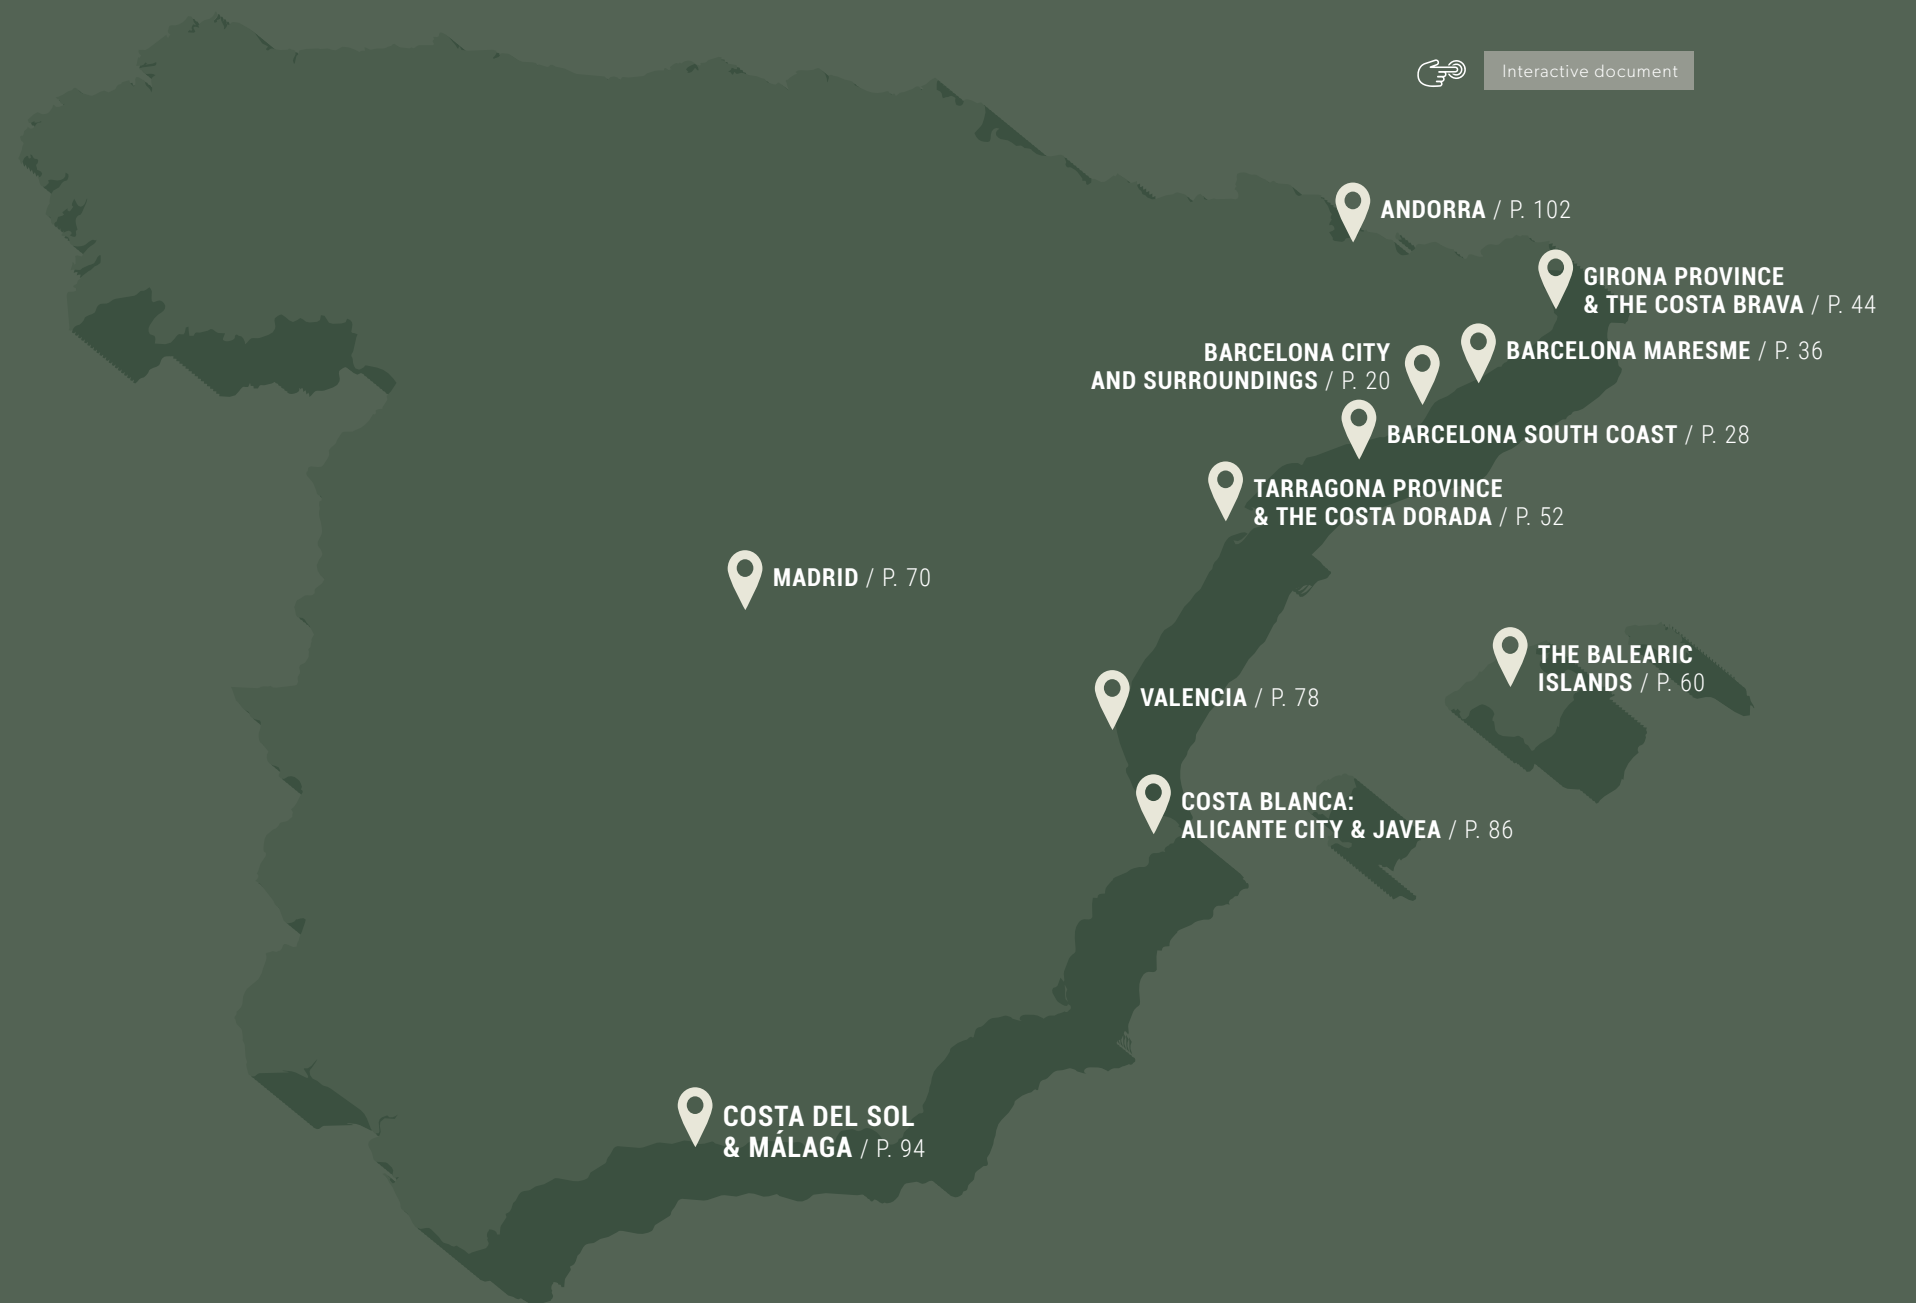 Interactive document
ANDORRA / P. 102
GIRONA PROVINCE
& THE COSTA BRAVA / P. 44
BARCELONA CITY
AND SURROUNDINGS / P. 20
BARCELONA MARESME / P. 36
BARCELONA SOUTH COAST / P. 28
TARRAGONA PROVINCE
& THE COSTA DORADA / P. 52
MADRID / P. 70
THE BALEARIC
ISLANDS / P. 60
VALENCIA / P. 78
COSTA BLANCA:
ALICANTE CITY & JAVEA / P. 86
COSTA DEL SOL
& MÁLAGA / P. 94